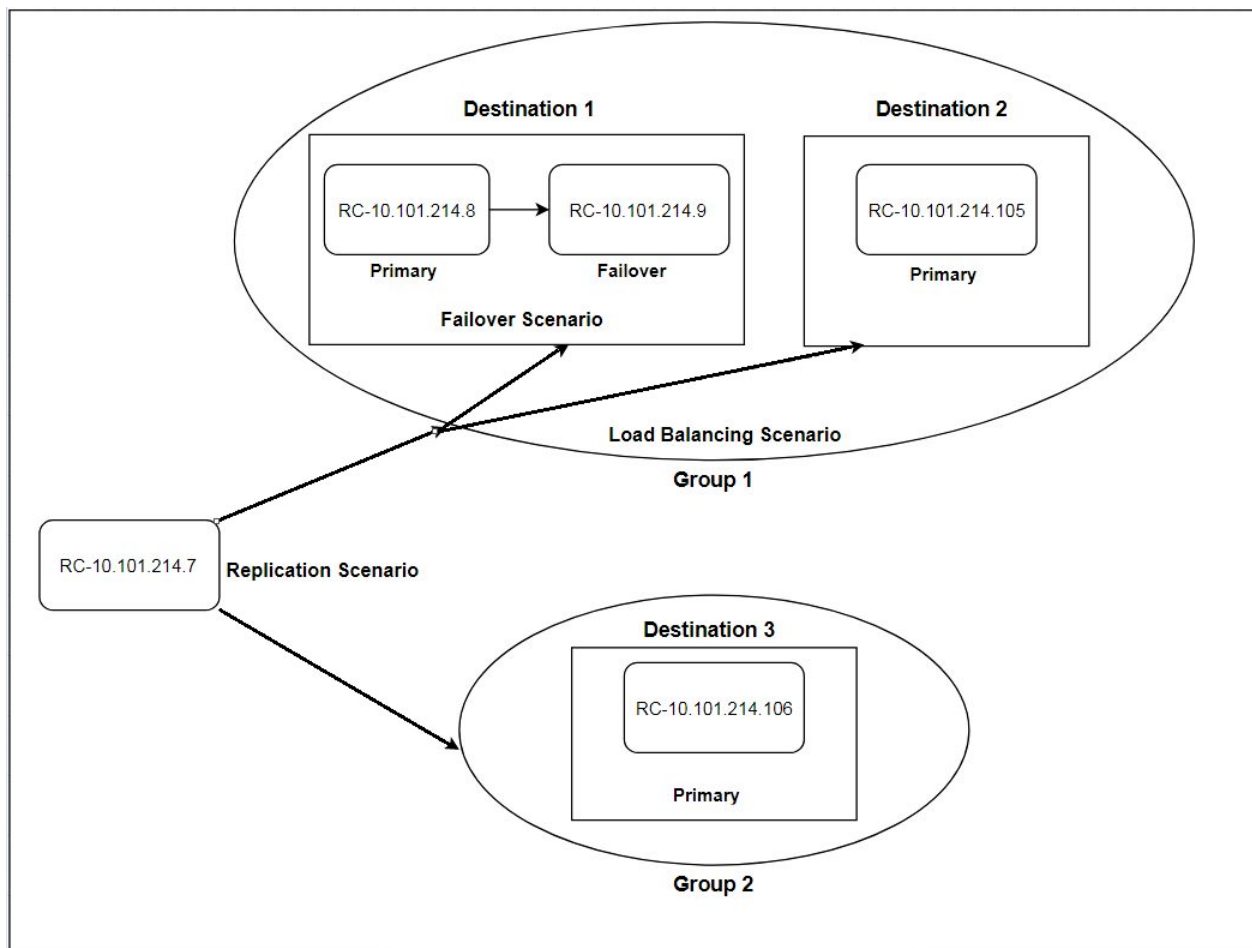 Destination 1
Destination 2
RC-10.101.214.8
RC-10.101.214.9
RC-10.101.214.105
Primary
Failover
Primary
Failover Scenario
Load Balancing Scenario
Group 1
RC-10.101.214.7
Replication Scenario
Destination 3
RC-10.101.214.106
Primary
Group 2